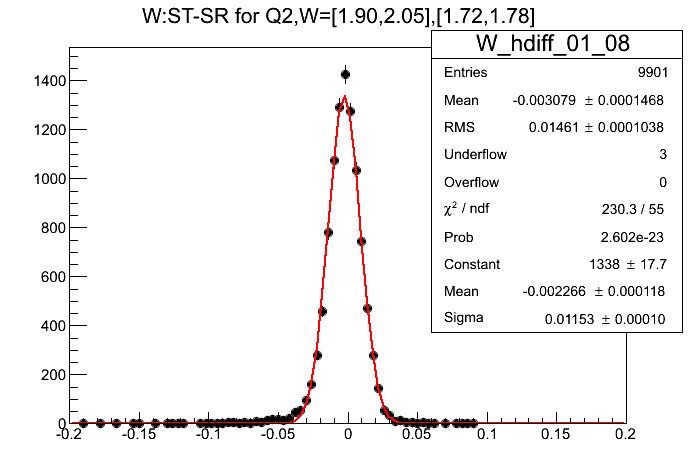 W:ST-SR for Q2,W=[1.90,2.05],[1.72,1.78]
W_hdiff_01_08
Entries 9901
Mean -0.003079 ± 0.0001468
RMS 0.01461 ± 0.0001038
Underflow 3
Overflow 0
χ² / ndf 230.3 / 55
Prob 2.602e-23
Constant 1338 ± 17.7
Mean -0.002266 ± 0.000118
Sigma 0.01153 ± 0.00010
1400
1200
1000
800
600
400
200
0
-0.2 -0.15 -0.1 -0.05 0 0.05 0.1 0.15 0.2